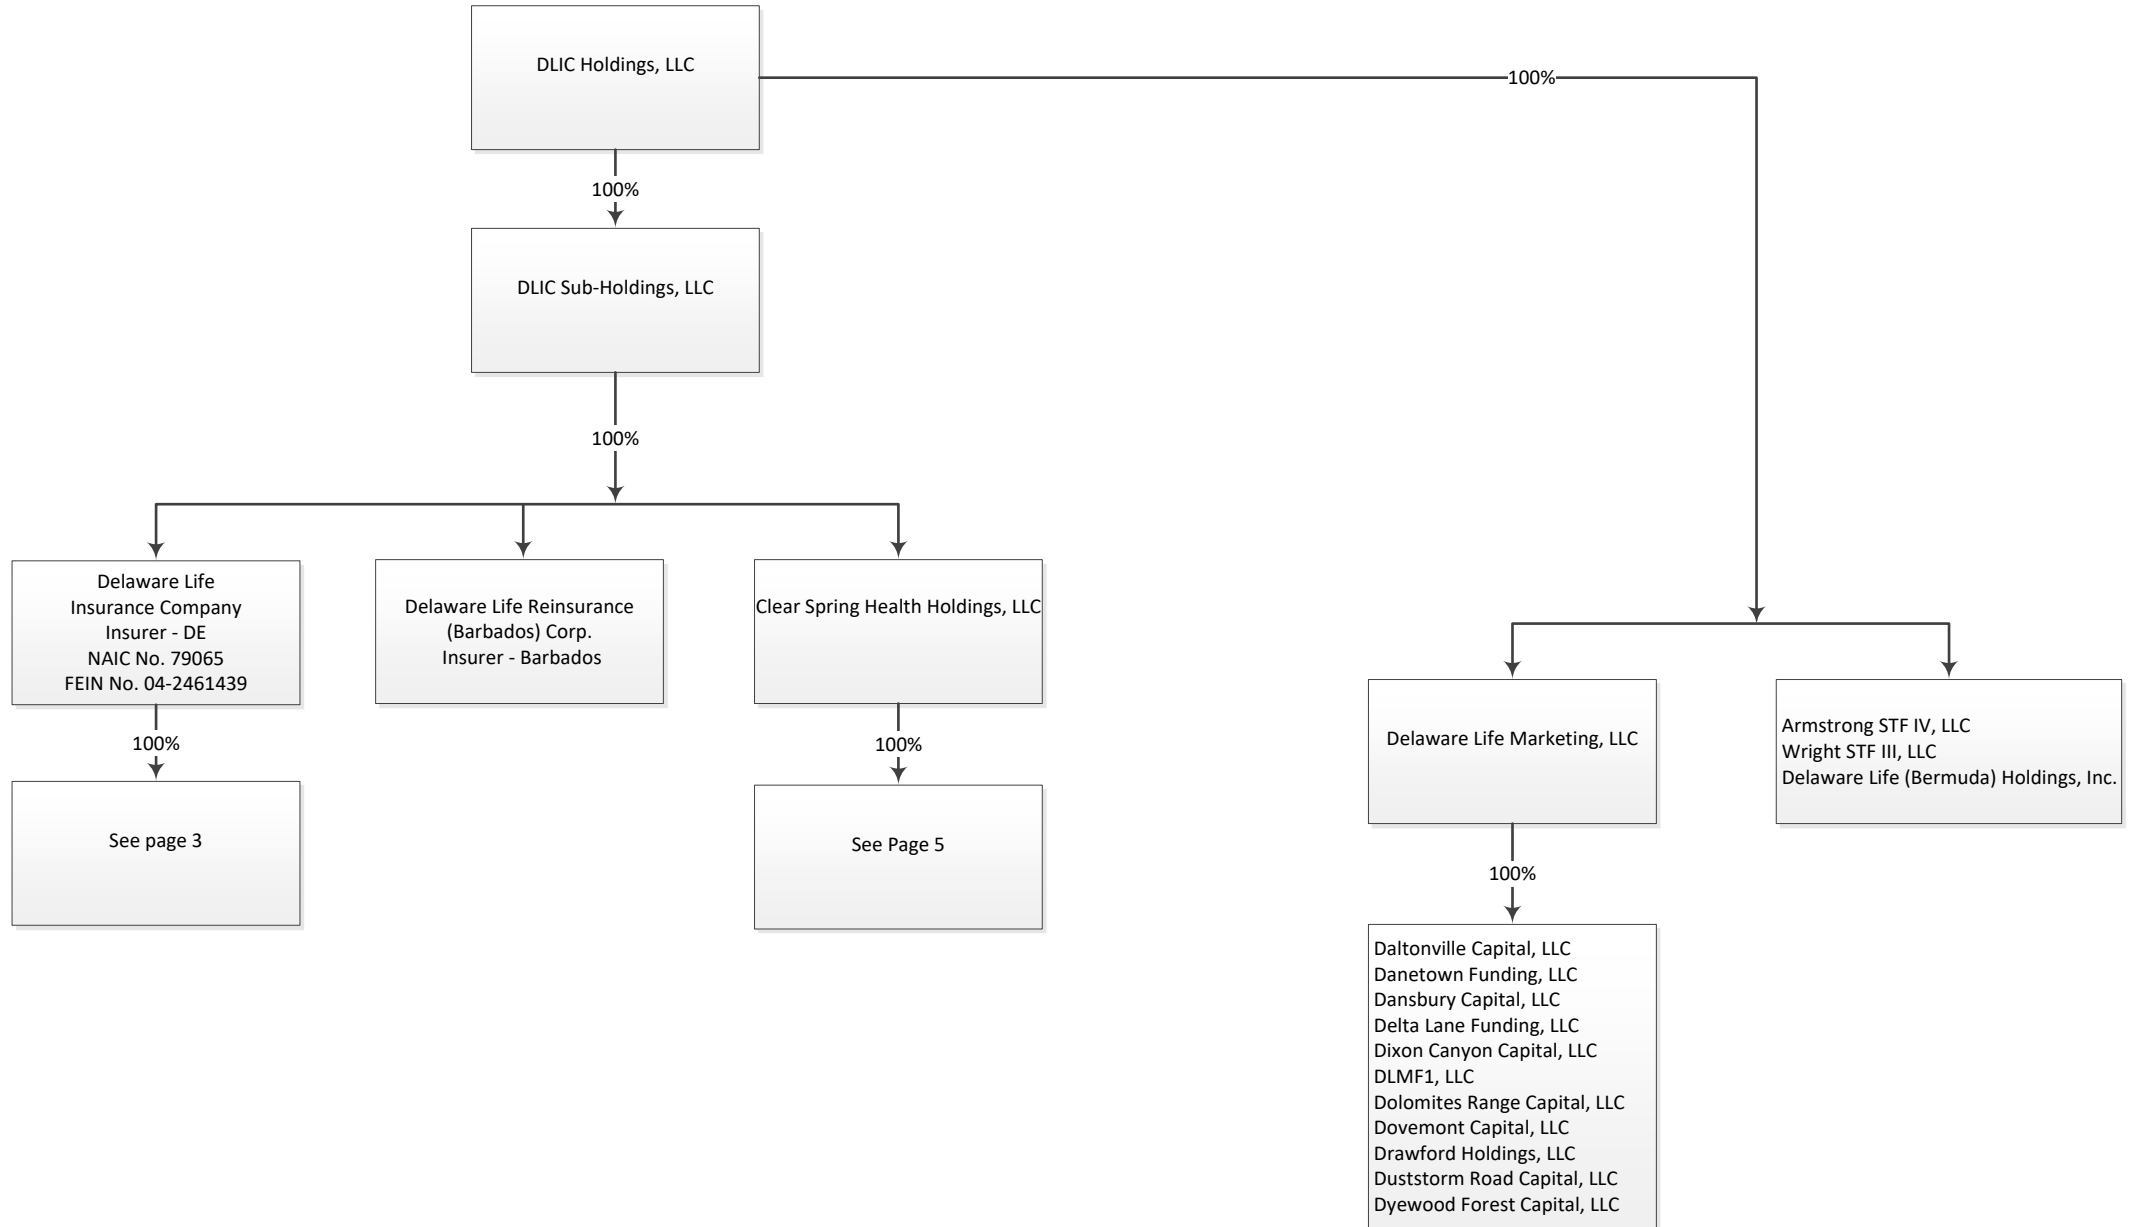 DLIC Holdings, LLC
100%
100%
DLIC Sub-Holdings, LLC
100%
Delaware Life
Insurance Company
Insurer - DE
NAIC No. 79065
FEIN No. 04-2461439
Delaware Life Reinsurance
(Barbados) Corp.
Insurer - Barbados
Clear Spring Health Holdings, LLC
100%
100%
See page 3
See Page 5
Delaware Life Marketing, LLC
Armstrong STF IV, LLC
Wright STF III, LLC
Delaware Life (Bermuda) Holdings, Inc.
100%
Daltonville Capital, LLC
Danetown Funding, LLC
Dansbury Capital, LLC
Delta Lane Funding, LLC
Dixon Canyon Capital, LLC
DLMF1, LLC
Dolomites Range Capital, LLC
Dovemont Capital, LLC
Drawford Holdings, LLC
Duststorm Road Capital, LLC
Dyewood Forest Capital, LLC